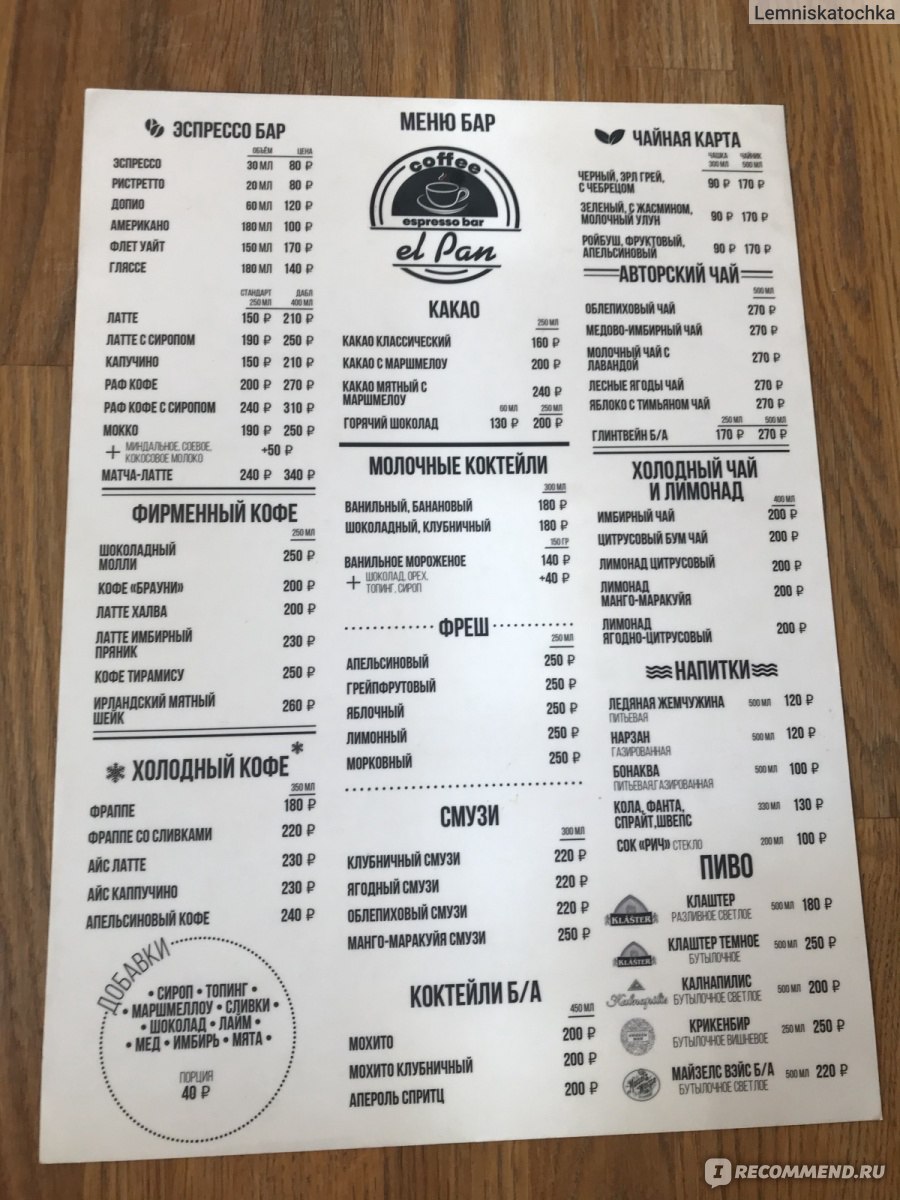 Lemniskatochka
ЭСПРЕССО БАР
ОБЪЁМ ЦЕНА
ЭСПРЕССО 30 МЛ 80 ₽
РИСТРЕТТО 20 МЛ 80 ₽
ДОПИО 60 МЛ 120 ₽
АМЕРИКАНО 180 МЛ 100 ₽
ФЛЕТ УАЙТ 150 МЛ 170 ₽
ГЛЯССЕ 180 МЛ 140 ₽
СТАНДАРТ ДАБЛ
250 МЛ 400 МЛ
ЛАТТЕ 150 ₽ 210 ₽
ЛАТТЕ С СИРОПОМ 190 ₽ 250 ₽
КАПУЧИНО 150 ₽ 210 ₽
РАФ КОФЕ 200 ₽ 270 ₽
РАФ КОФЕ С СИРОПОМ 240 ₽ 310 ₽
МОККО 190 ₽ 250 ₽
+ МИНДАЛЬНОЕ, СОЕВОЕ, +50 ₽
КОКОСОВОЕ МОЛОКО
МАТЧА-ЛАТТЕ 240 ₽ 340 ₽
ФИРМЕННЫЙ КОФЕ
250 МЛ
ШОКОЛАДНЫЙ 250 ₽
МОЛЛИ
КОФЕ «БРАУНИ» 200 ₽
ЛАТТЕ ХАЛВА 200 ₽
ЛАТТЕ ИМБИРНЫЙ 230 ₽
ПРЯНИК
КОФЕ ТИРАМИСУ 250 ₽
ИРЛАНДСКИЙ МЯТНЫЙ 260 ₽
ШЕЙК
ХОЛОДНЫЙ КОФЕ
350 МЛ
ФРАППЕ 180 ₽
ФРАППЕ СО СЛИВКАМИ 220 ₽
АЙС ЛАТТЕ 230 ₽
АЙС КАППУЧИНО 230 ₽
АПЕЛЬСИНОВЫЙ КОФЕ 240 ₽
ДОБАВКИ
• СИРОП • ТОПИНГ •
• МАРШМЕЛЛОУ • СЛИВКИ •
• ШОКОЛАД • ЛАЙМ •
• МЕД • ИМБИРЬ • МЯТА •
ПОРЦИЯ
40 ₽
МЕНЮ БАР
coffee
espresso bar
el Pan
КАКАО
250 МЛ
КАКАО КЛАССИЧЕСКИЙ 160 ₽
КАКАО С МАРШМЕЛОУ 200 ₽
КАКАО МЯТНЫЙ С 240 ₽
МАРШМЕЛОУ
60 МЛ 250 МЛ
ГОРЯЧИЙ ШОКОЛАД 130 ₽ 200 ₽
МОЛОЧНЫЕ КОКТЕЙЛИ
300 МЛ
ВАНИЛЬНЫЙ, БАНАНОВЫЙ 180 ₽
ШОКОЛАДНЫЙ, КЛУБНИЧНЫЙ 180 ₽
150 ГР
ВАНИЛЬНОЕ МОРОЖЕНОЕ 140 ₽
+ ШОКОЛАД, ОРЕХ, +40 ₽
ТОПИНГ, СИРОП
ФРЕШ
250 МЛ
АПЕЛЬСИНОВЫЙ 250 ₽
ГРЕЙПФРУТОВЫЙ 250 ₽
ЯБЛОЧНЫЙ 250 ₽
ЛИМОННЫЙ 250 ₽
МОРКОВНЫЙ 250 ₽
СМУЗИ
300 МЛ
КЛУБНИЧНЫЙ СМУЗИ 220 ₽
ЯГОДНЫЙ СМУЗИ 220 ₽
ОБЛЕПИХОВЫЙ СМУЗИ 220 ₽
МАНГО-МАРАКУЙЯ СМУЗИ 250 ₽
КОКТЕЙЛИ Б/А
450 МЛ
МОХИТО 200 ₽
МОХИТО КЛУБНИЧНЫЙ 200 ₽
АПЕРОЛЬ СПРИТЦ 200 ₽
ЧАЙНАЯ КАРТА
ЧАШКА ЧАЙНИК
300 МЛ 500 МЛ
ЧЕРНЫЙ, ЭРЛ ГРЕЙ, 90 ₽ 170 ₽
С ЧЕБРЕЦОМ
ЗЕЛЕНЫЙ, С ЖАСМИНОМ, 90 ₽ 170 ₽
МОЛОЧНЫЙ УЛУН
РОЙБУШ, ФРУКТОВЫЙ, 90 ₽ 170 ₽
АПЕЛЬСИНОВЫЙ
АВТОРСКИЙ ЧАЙ
500 МЛ
ОБЛЕПИХОВЫЙ ЧАЙ 270 ₽
МЕДОВО-ИМБИРНЫЙ ЧАЙ 270 ₽
МОЛОЧНЫЙ ЧАЙ С 270 ₽
ЛАВАНДОЙ
ЛЕСНЫЕ ЯГОДЫ ЧАЙ 270 ₽
ЯБЛОКО С ТИМЬЯНОМ ЧАЙ 270 ₽
250 МЛ 500 МЛ
ГЛИНТВЕЙН Б/А 170 ₽ 270 ₽
ХОЛОДНЫЙ ЧАЙ
И ЛИМОНАД
400 МЛ
ИМБИРНЫЙ ЧАЙ 200 ₽
ЦИТРУСОВЫЙ БУМ ЧАЙ 200 ₽
ЛИМОНАД ЦИТРУСОВЫЙ 200 ₽
ЛИМОНАД 200 ₽
МАНГО-МАРАКУЙЯ
ЛИМОНАД 200 ₽
ЯГОДНО-ЦИТРУСОВЫЙ
НАПИТКИ
ЛЕДЯНАЯ ЖЕМЧУЖИНА 500 МЛ 120 ₽
ПИТЬЕВАЯ
НАРЗАН 500 МЛ 120 ₽
ГАЗИРОВАННАЯ
БОНАКВА 500 МЛ 100 ₽
ПИТЬЕВАЯ,ГАЗИРОВАННАЯ
КОЛА, ФАНТА, 330 МЛ 130 ₽
СПРАЙТ,ШВЕПС
СОК «РИЧ» СТЕКЛО 200 МЛ 100 ₽
ПИВО
KLÁŠTER КЛАШТЕР 500 МЛ 180 ₽
РАЗЛИВНОЕ СВЕТЛОЕ
KLÁŠTER КЛАШТЕР ТЕМНОЕ 500 МЛ 250 ₽
БУТЫЛОЧНОЕ
Kalnapilis КАЛНАПИЛИС 500 МЛ 200 ₽
БУТЫЛОЧНОЕ СВЕТЛОЕ
КРИКЕНБИР 250 МЛ 250 ₽
БУТЫЛОЧНОЕ ВИШНЕВОЕ
МАЙЗЕЛС ВЭЙС Б/А 500 МЛ 220 ₽
БУТЫЛОЧНОЕ СВЕТЛОЕ
IRECOMMEND.RU